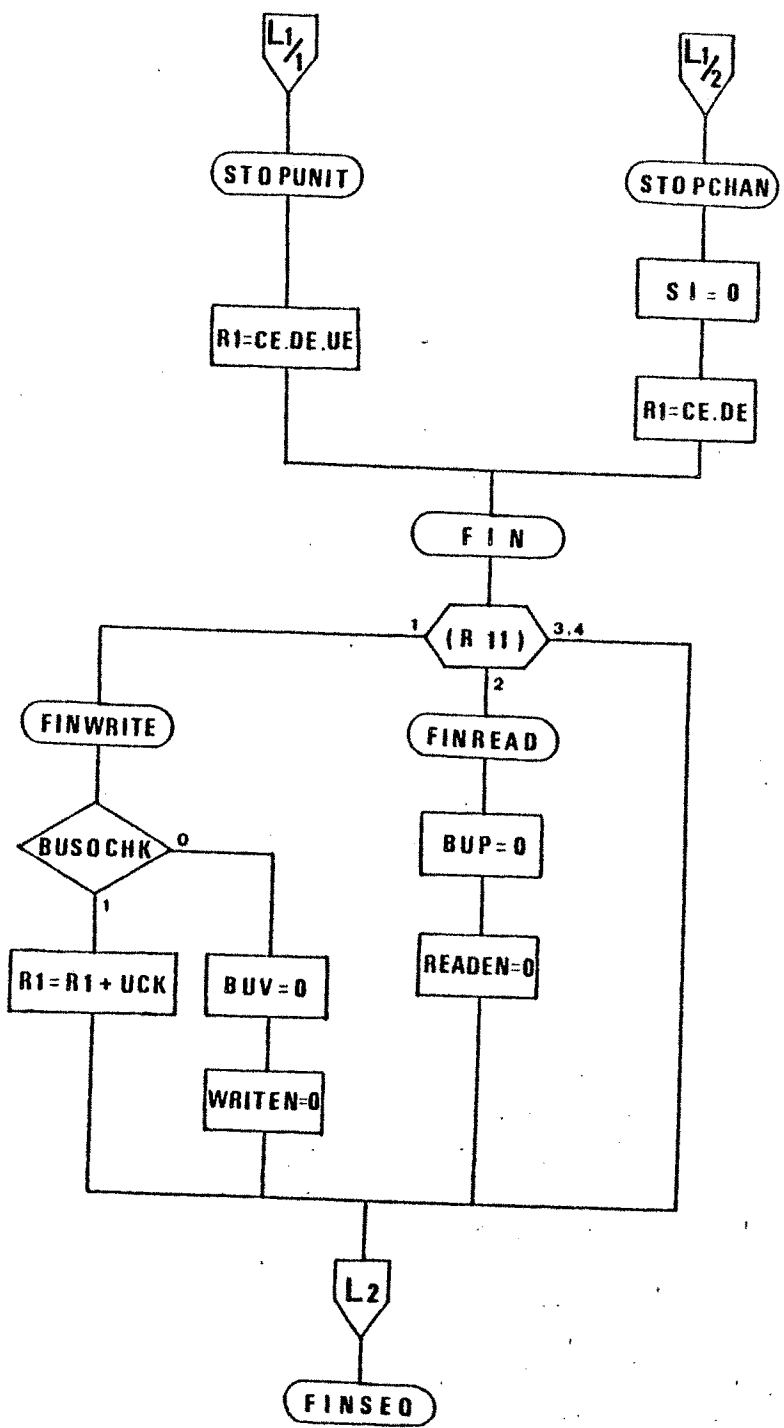 L1/1
L1/2
STOPUNIT
STOPCHAN
SI=0
R1=CE.DE.UE
R1=CE.DE
FIN
1
(R11)
3.4
2
FINWRITE
FINREAD
BUSOCHK
0
1
BUP=0
R1=R1+UCK
BUV=0
READEN=0
WRITEN=0
L2
FINSEQ